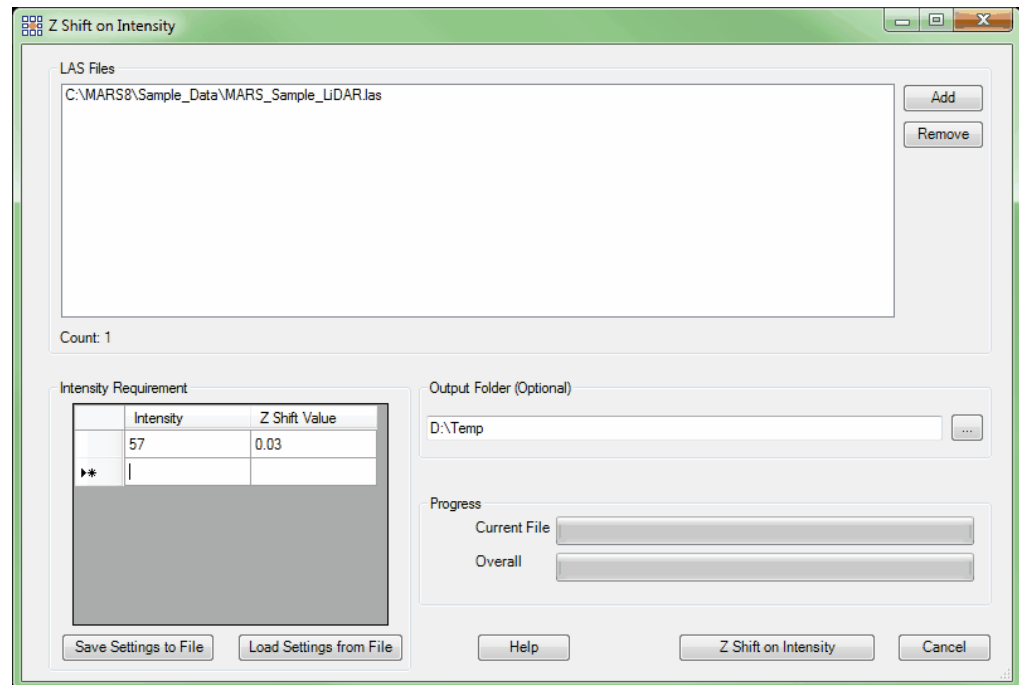 Z Shift on Intensity
LAS Files
C:\MARS8\Sample_Data\MARS_Sample_LiDAR.las
Add
Remove
Count: 1
Intensity Requirement
Intensity Z Shift Value
57 0.03
Output Folder (Optional)
D:\Temp
...
Progress
Current File
Overall
Save Settings to File
Load Settings from File
Help
Z Shift on Intensity
Cancel